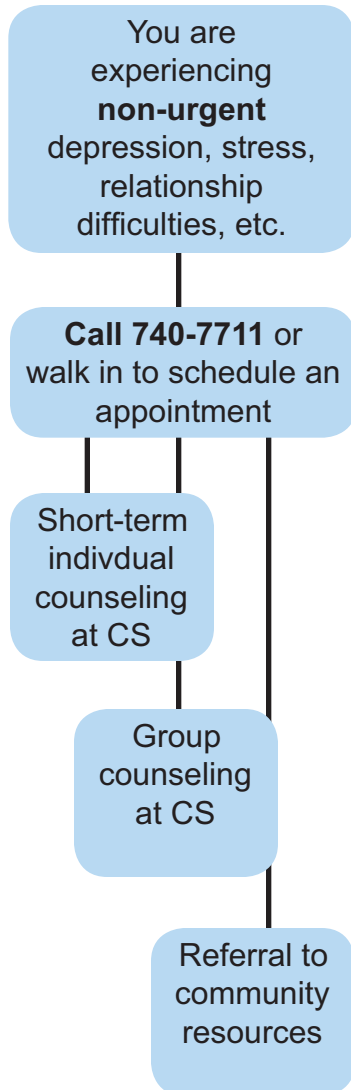 You are
experiencing
non-urgent
depression, stress,
relationship
difficulties, etc.
Call 740-7711 or
walk in to schedule an
appointment
Short-term
indivdual
counseling
at CS
Group
counseling
at CS
Referral to
community
resources